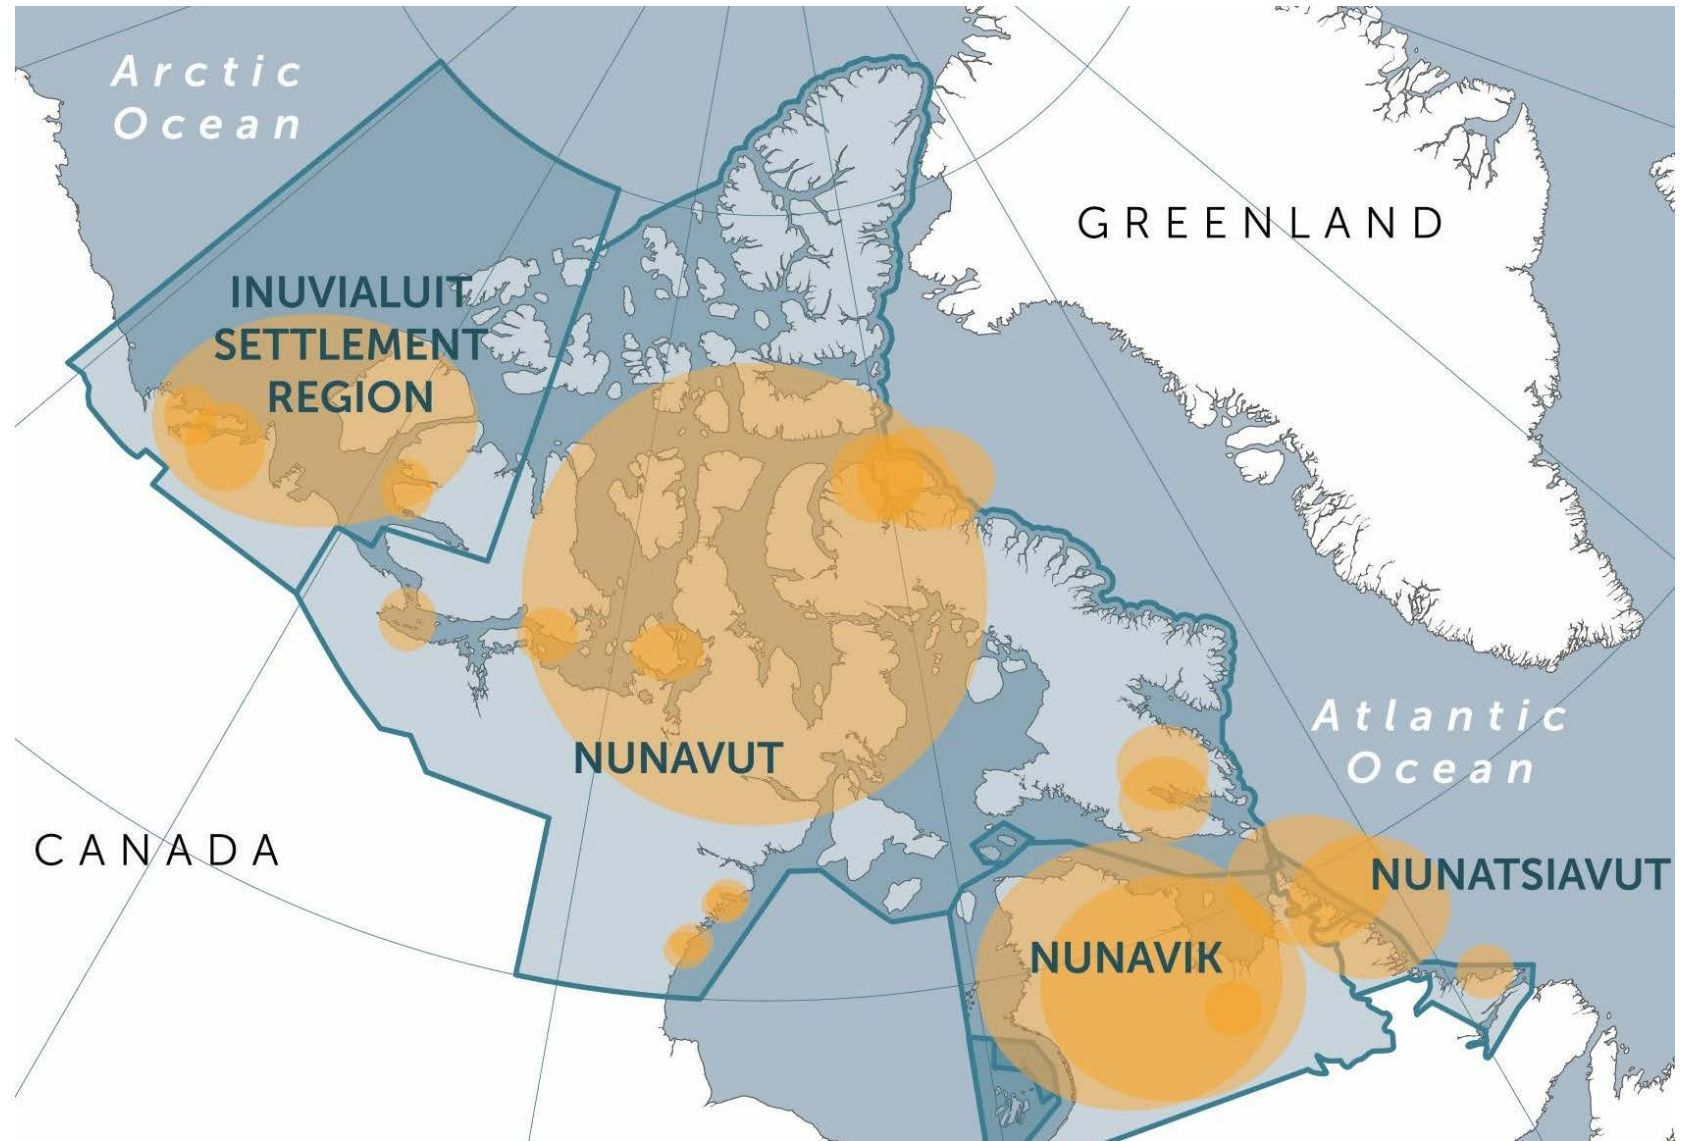 Arctic
Ocean
GREENLAND
INUVIALUIT
SETTLEMENT
REGION
Atlantic
Ocean
NUNAVUT
CANADA
NUNATSIAVUT
NUNAVIK